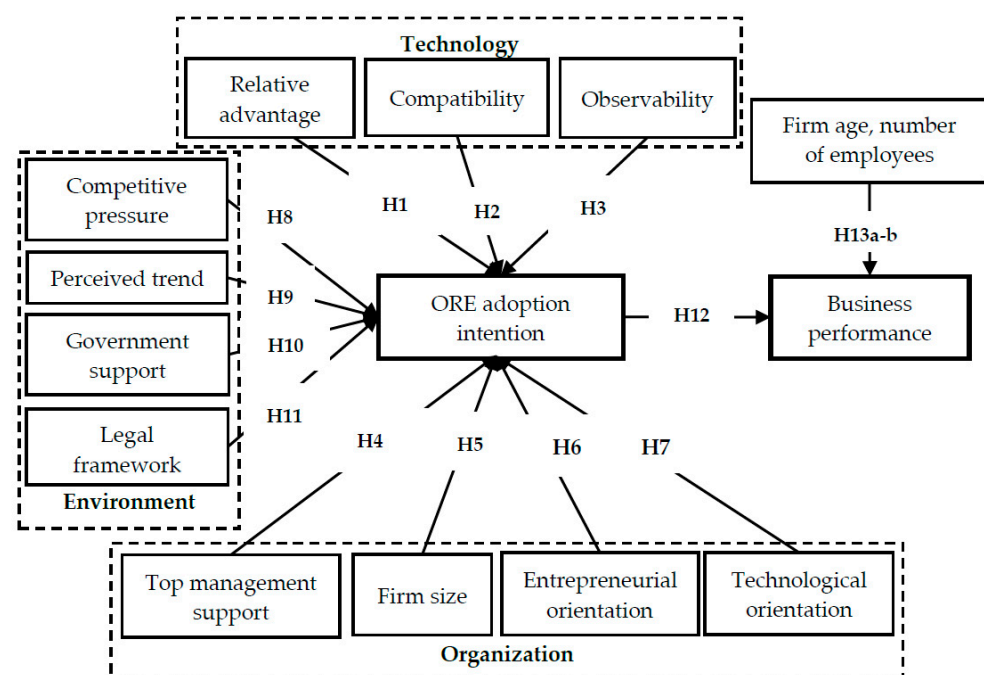 Technology
Relative
advantage
Compatibility
Observability
Firm age, number
of employees
Competitive
pressure
Perceived trend
Government
support
Legal
framework
Environment
H8
H9
H10
H11
H1
H2
H3
H13a-b
ORE adoption
intention
H12
Business
performance
H4
H5
H6
H7
Top management
support
Firm size
Entrepreneurial
orientation
Technological
orientation
Organization